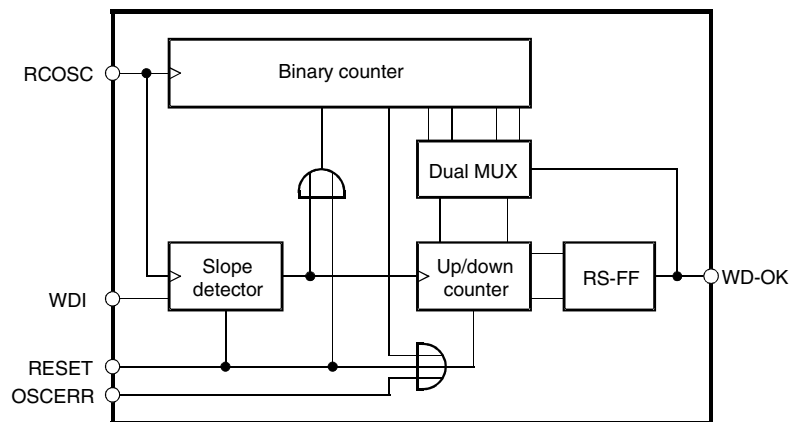 RCOSC
Binary counter
Dual MUX
Slope
detector
Up/down
counter
RS-FF
WD-OK
WDI
RESET
OSCERR